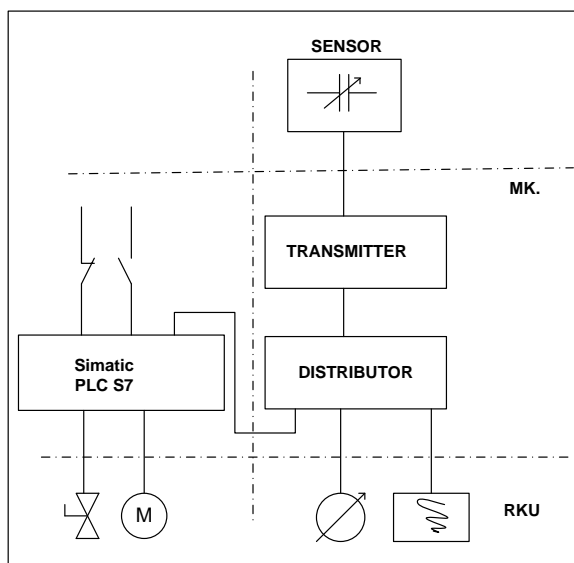 SENSOR
MK.
TRANSMITTER
Simatic
PLC S7
DISTRIBUTOR
M
RKU